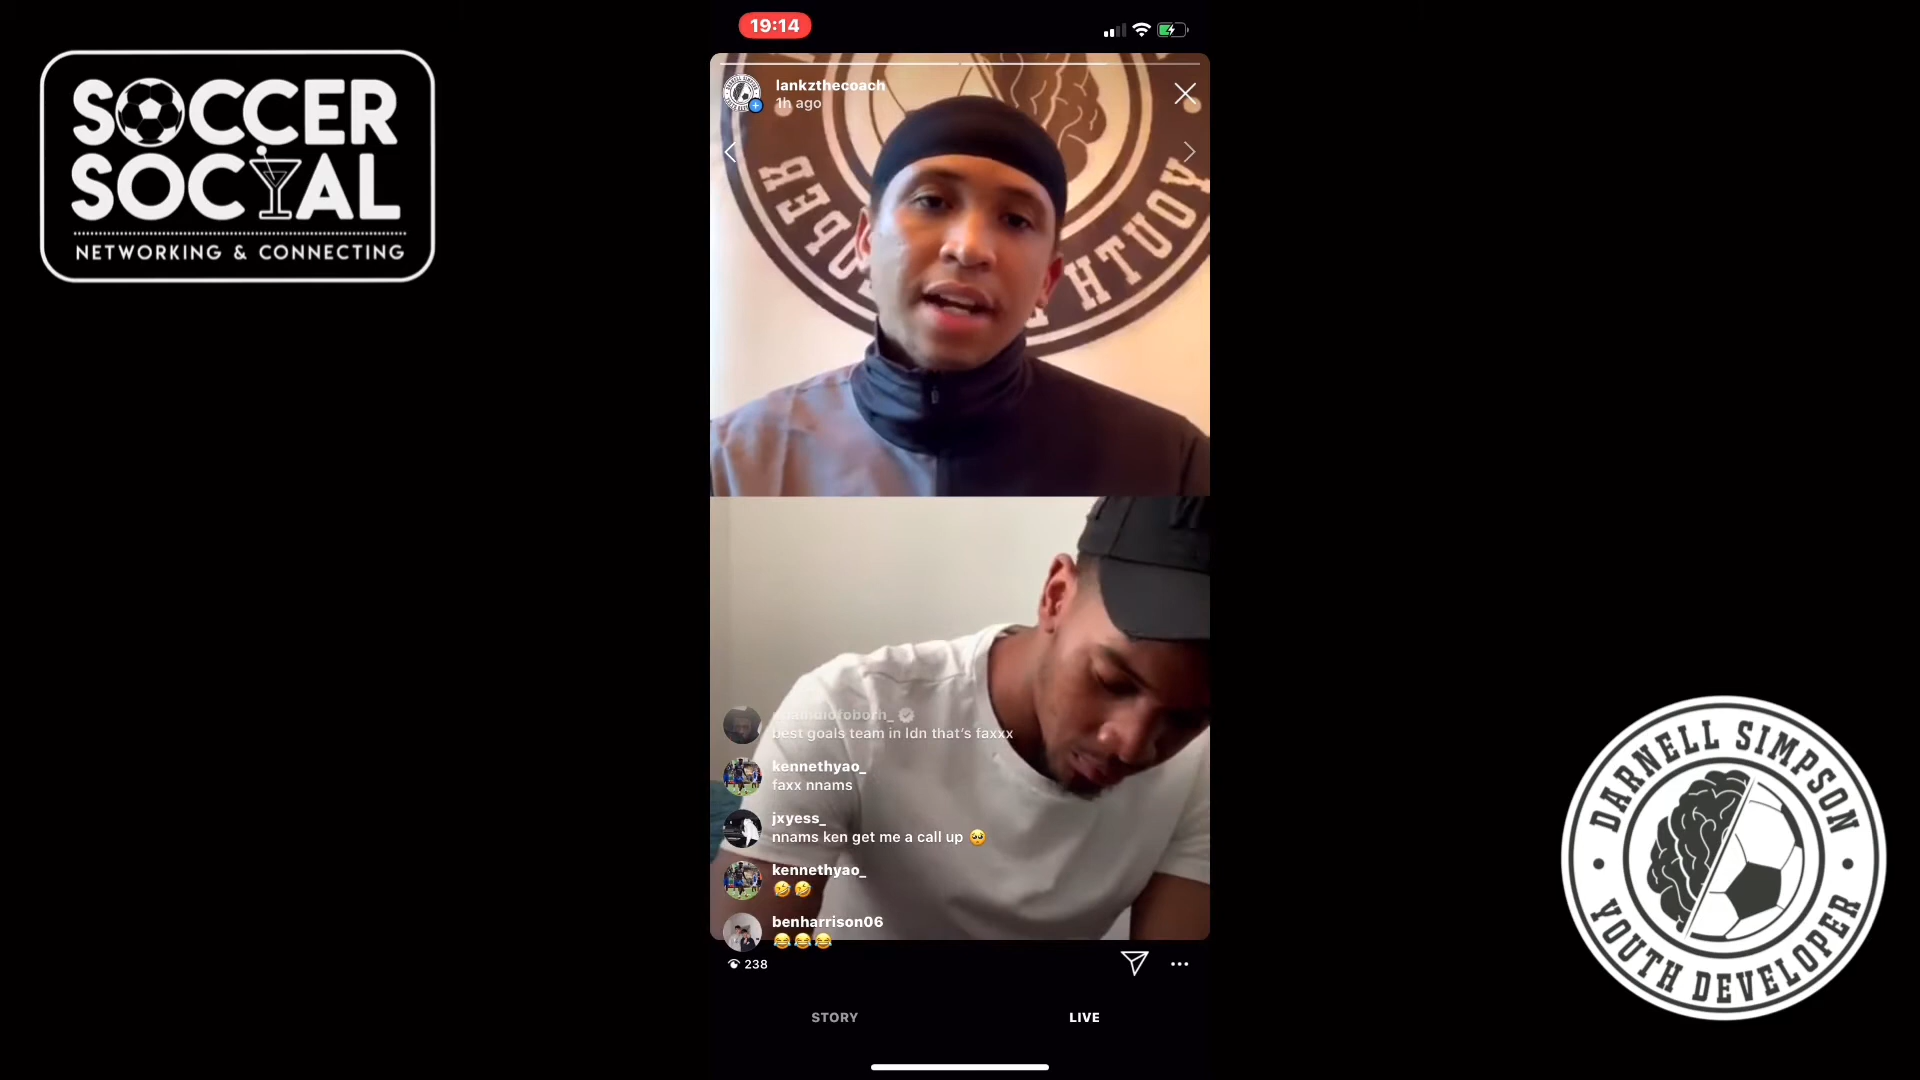 SOCCER
SOCIAL
NETWORKING & CONNECTING
19:14
lankzthecoach
1h ago
YOUTH
best goals team in ldn that's faxxx
kennethyao_
faxx nnams
jxyess_
nnams ken get me a call up 🥺
kennethyao_
🤣🤣
benharrison06
😂😂😂
238
STORY
LIVE
DARNELL SIMPSON
YOUTH DEVELOPER